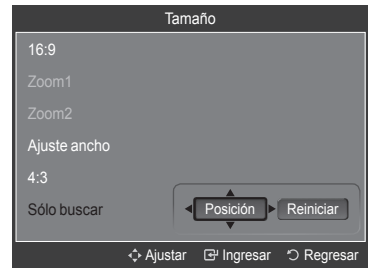 Tamaño
16:9
Zoom1
Zoom2
Ajuste ancho
4:3
Sólo buscar
Posición Reiniciar
Ajustar Ingresar Regresar